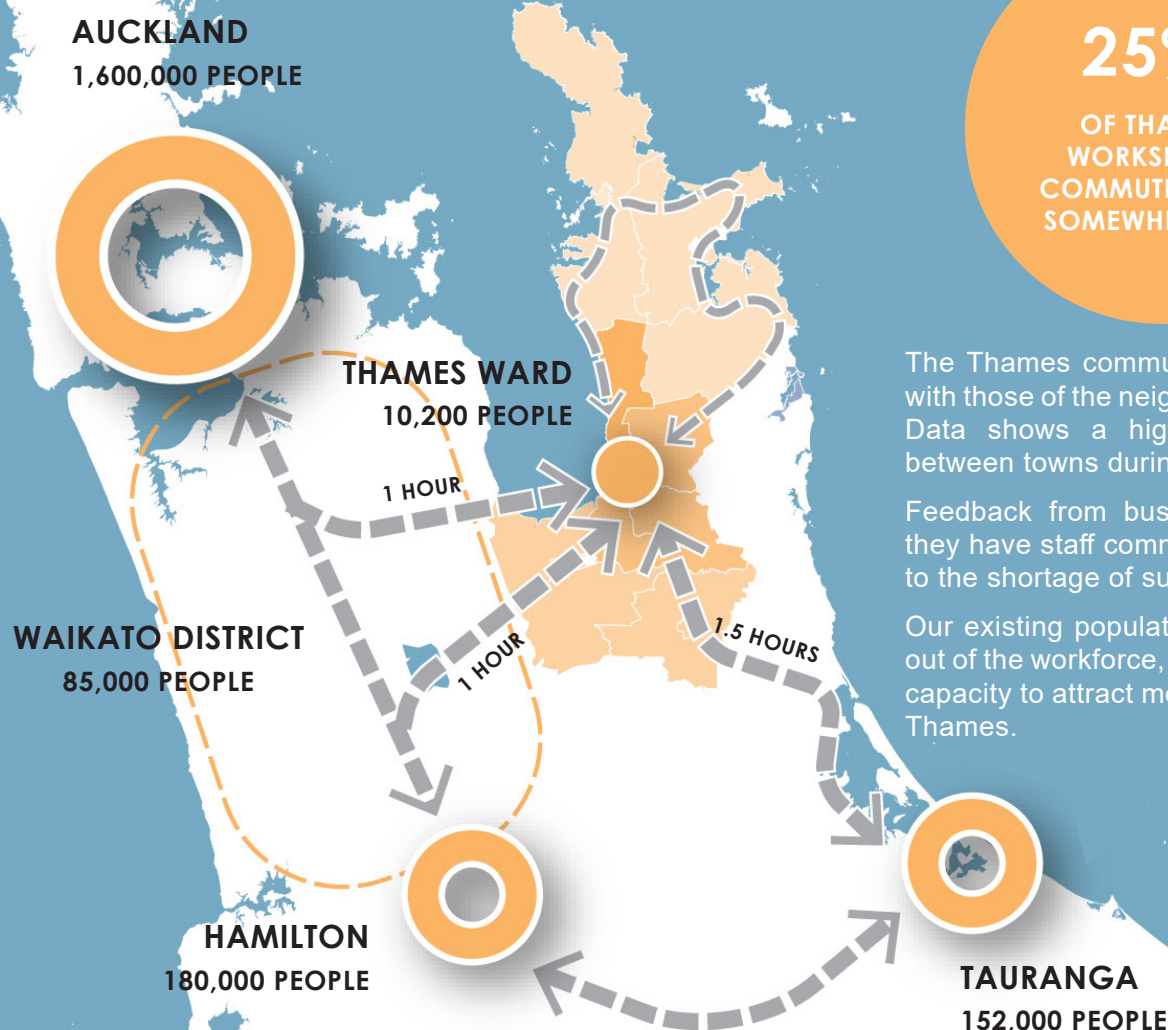 AUCKLAND
1,600,000 PEOPLE
25%
OF THA
WORKS
COMMUT
SOMEWH
THAMES WARD
10,200 PEOPLE
1 HOUR
The Thames commu
with those of the neig
Data shows a hig
between towns durin
Feedback from bus
they have staff comm
to the shortage of su
Our existing populat
out of the workforce,
capacity to attract m
Thames.
WAIKATO DISTRICT
85,000 PEOPLE
1 HOUR
1.5 HOURS
HAMILTON
180,000 PEOPLE
TAURANGA
152,000 PEOPLE